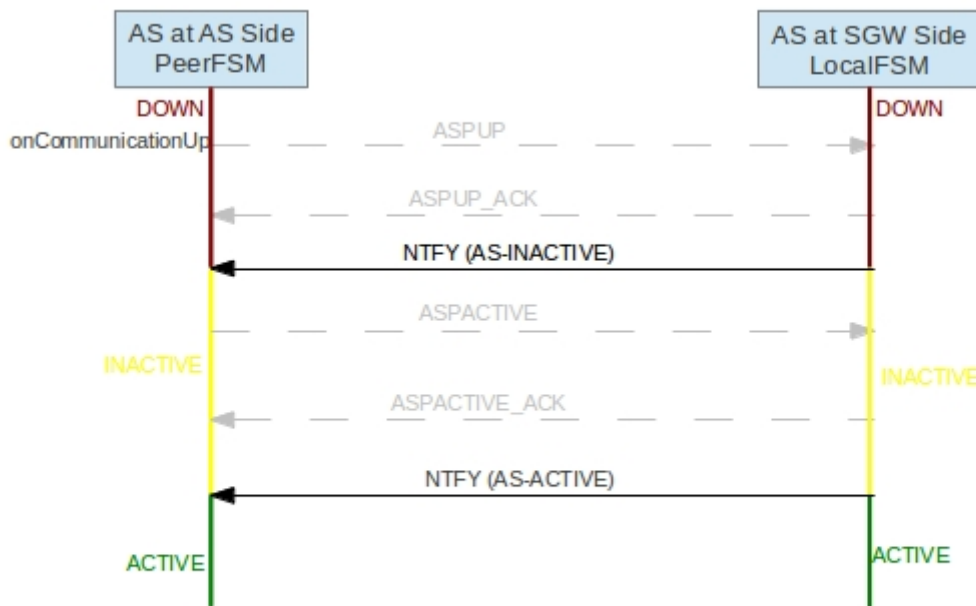 AS at AS Side
PeerFSM
AS at SGW Side
LocalFSM
DOWN
DOWN
onCommunicationUp
ASPUP
ASPUP_ACK
NTFY (AS-INACTIVE)
ASPACTIVE
INACTIVE
INACTIVE
ASPACTIVE_ACK
NTFY (AS-ACTIVE)
ACTIVE
ACTIVE